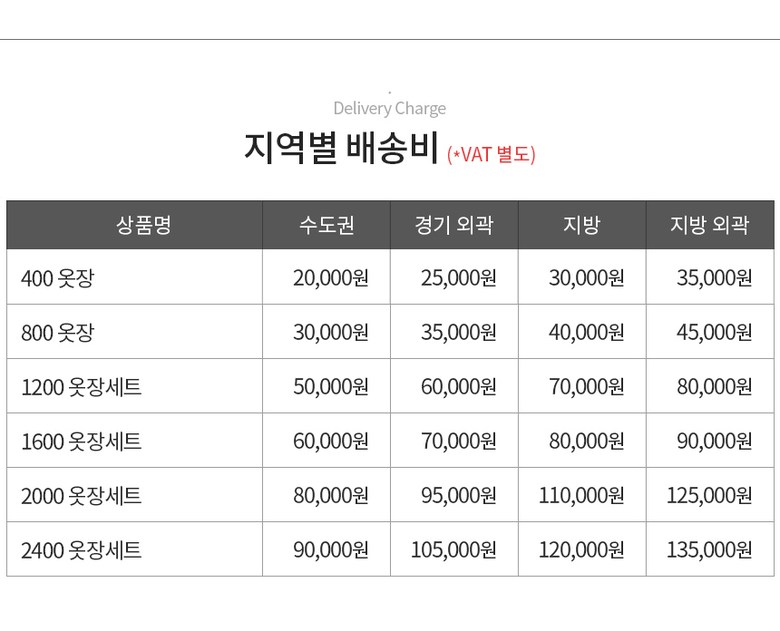 Delivery Charge
지역별 배송비 (*VAT 별도)
상품명 수도권 경기 외곽 지방 지방 외곽
400 옷장 20,000원 25,000원 30,000원 35,000원
800 옷장 30,000원 35,000원 40,000원 45,000원
1200 옷장세트 50,000원 60,000원 70,000원 80,000원
1600 옷장세트 60,000원 70,000원 80,000원 90,000원
2000 옷장세트 80,000원 95,000원 110,000원 125,000원
2400 옷장세트 90,000원 105,000원 120,000원 135,000원